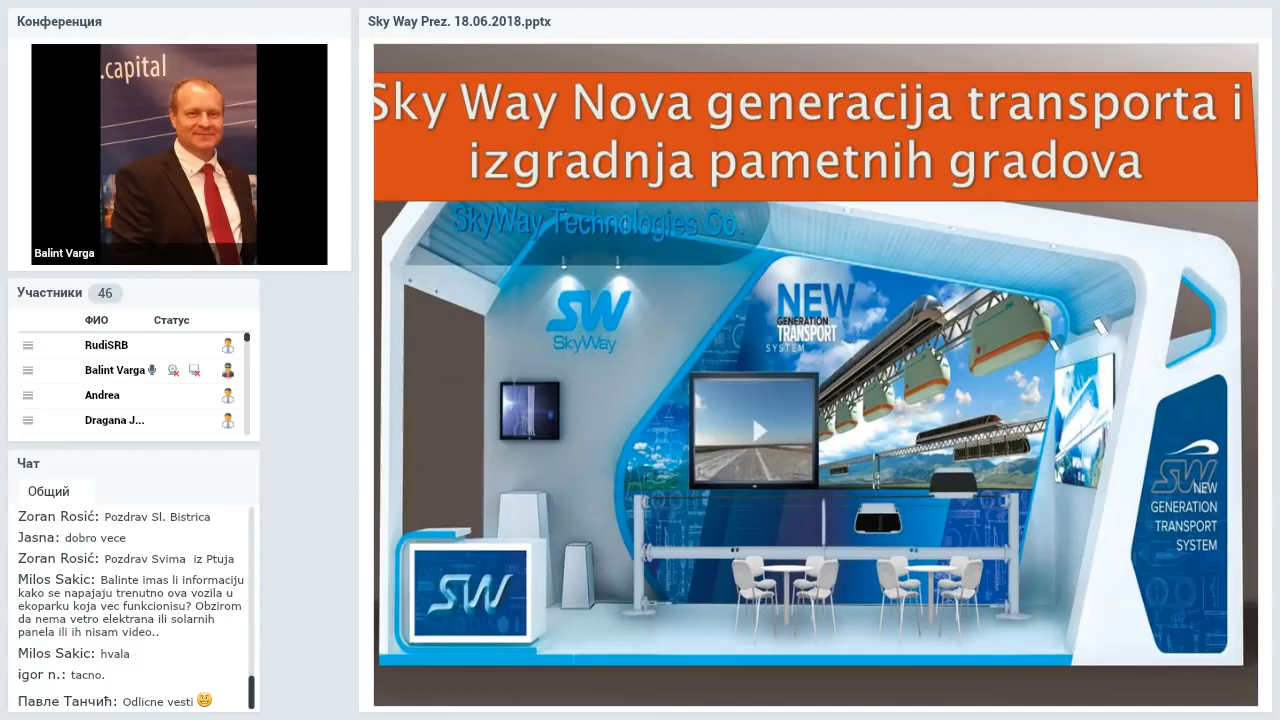 Конференция
.capital
Balint Varga
Участники 46
ФИО Статус
RudiSRB
Balint Varga
Andrea
Dragana J...
Чат
Общий
Zoran Rosić: Pozdrav Sl. Bistrica
Jasna: dobro vece
Zoran Rosić: Pozdrav Svima iz Ptuja
Milos Sakic: Balinte imas li informaciju
kako se napajaju trenutno ova vozila u
ekoparku koja vec funkcionisu? Obzirom
da nema vetro elektrana ili solarnih
panela ili ih nisam video..
Milos Sakic: hvala
igor n.: tacno.
Павле Танчић: Odlicne vesti
Sky Way Prez. 18.06.2018.pptx
Sky Way Nova generacija transporta i
izgradnja pametnih gradova
SkyWay Technologies Co.
SW
SkyWay
NEW
GENERATION
TRANSPORT
SYSTEM
SW
SW
NEW
GENERATION
TRANSPORT
SYSTEM